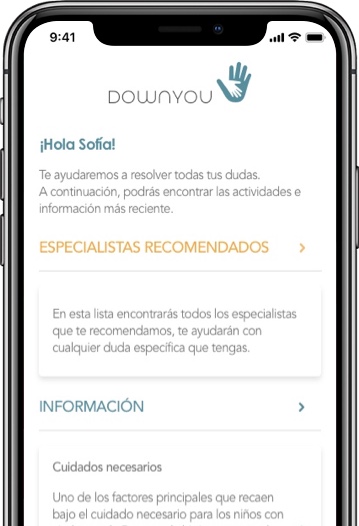 9:41
DOWNYOU
¡Hola Sofía!
Te ayudaremos a resolver todas tus dudas.
A continuación, podrás encontrar las actividades e
información más reciente.
ESPECIALISTAS RECOMENDADOS
En esta lista encontrarás todos los especialistas
que te recomendamos, te ayudarán con
cualquier duda específica que tengas.
INFORMACIÓN
Cuidados necesarios
Uno de los factores principales que recaen
bajo el cuidado necesario para los niños con